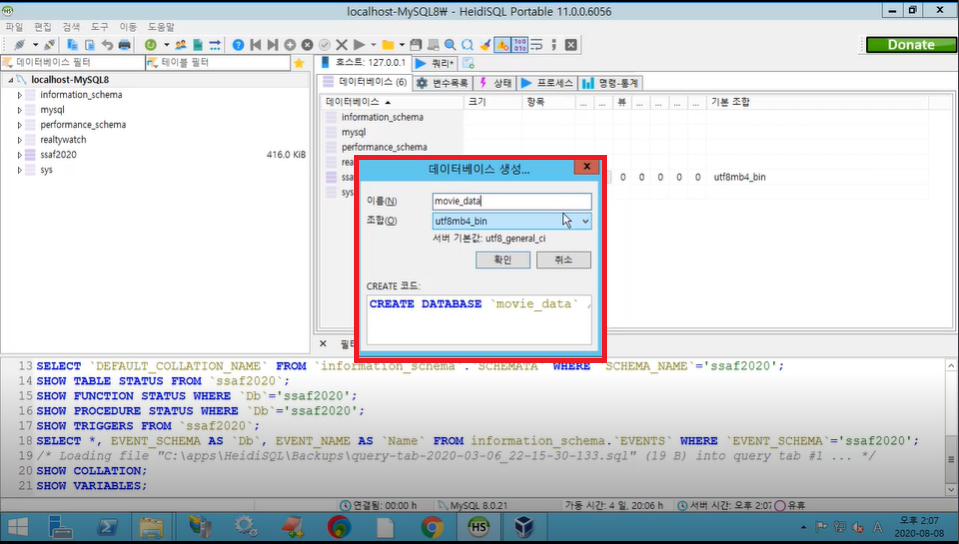 localhost-MySQL8₩ - HeidiSQL Portable 11.0.0.6056
파일 편집 검색 도구 이동 도움말
Donate
데이터베이스 필터 테이블 필터
호스트: 127.0.0.1 쿼리*
localhost-MySQL8
information_schema
mysql
performance_schema
realtywatch
ssaf2020 416.0 KiB
sys
데이터베이스 (6) 변수목록 상태 프로세스 명령-통계
데이터베이스 크기 항목 ... ... 뷰 ... ... ... ... 기본 조합
information_schema
mysql
performance_schema
0 0 0 0 0 utf8mb4_bin
sys
데이터베이스 생성...
이름(N) movie_data
조합(O) utf8mb4_bin
서버 기본값: utf8_general_ci
확인 취소
CREATE 코드:
CREATE DATABASE `movie_data` /
13 SELECT `DEFAULT_COLLATION_NAME` FROM `information_schema`.`SCHEMATA` WHERE `SCHEMA_NAME`='ssaf2020';
14 SHOW TABLE STATUS FROM `ssaf2020`;
15 SHOW FUNCTION STATUS WHERE `Db`='ssaf2020';
16 SHOW PROCEDURE STATUS WHERE `Db`='ssaf2020';
17 SHOW TRIGGERS FROM `ssaf2020`;
18 SELECT *, EVENT_SCHEMA AS `Db`, EVENT_NAME AS `Name` FROM information_schema.`EVENTS` WHERE `EVENT_SCHEMA`='ssaf2020';
19 /* Loading file "C:\apps\HeidiSQL\Backups\query-tab-2020-03-06_22-15-30-133.sql" (19 B) into query tab #1 ... */
20 SHOW COLLATION;
21 SHOW VARIABLES;
연결됨: 00:00 h MySQL 8.0.21 가동 시간: 4 일, 20:06 h 서버 시간: 오후 2:07 유휴
HS
A
오후 2:07
2020-08-08